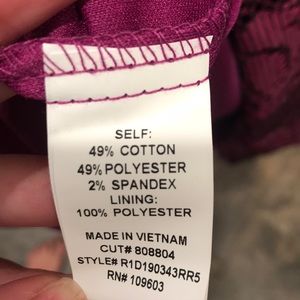 SELF:
49% COTTON
49% POLYESTER
2% SPANDEX
LINING:
100% POLYESTER
MADE IN VIETNAM
CUT# 808804
STYLE# R1D190343RR5
RN# 109603